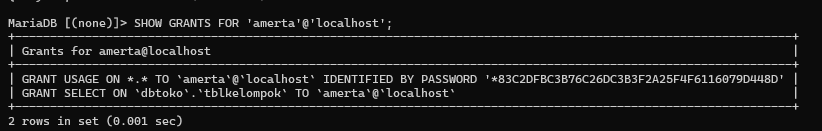 MariaDB [(none)]> SHOW GRANTS FOR 'amerta'@'localhost';
Grants for amerta@localhost
GRANT USAGE ON *.* TO `amerta`@`localhost` IDENTIFIED BY PASSWORD '*83C2DFBC3B76C26DC3B3F2A25F4F6116079D448D'
GRANT SELECT ON `dbtoko`.`tblkelompok` TO `amerta`@`localhost`
2 rows in set (0.001 sec)